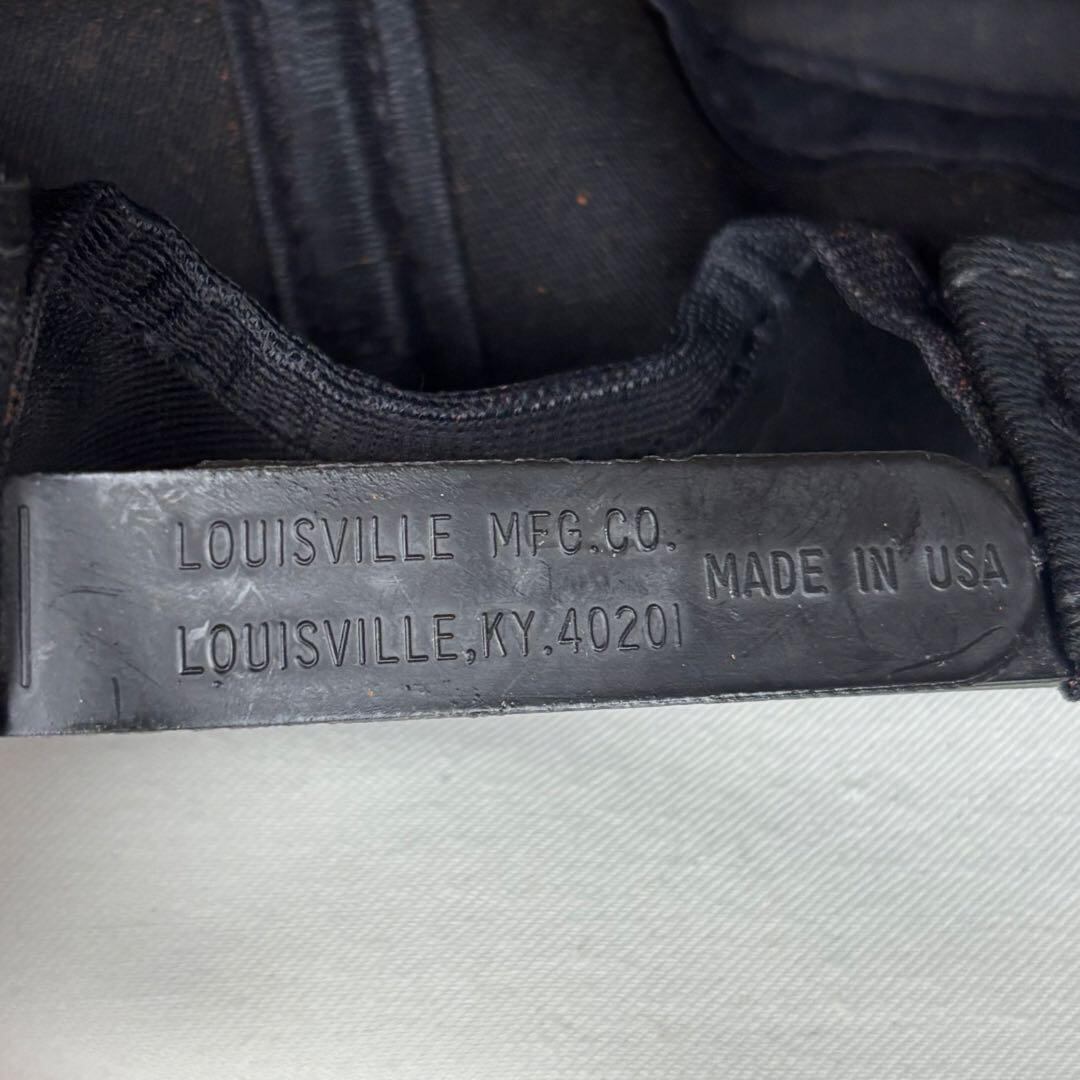 LOUISVILLE MFG.CO.
LOUISVILLE,KY.40201
MADE IN USA